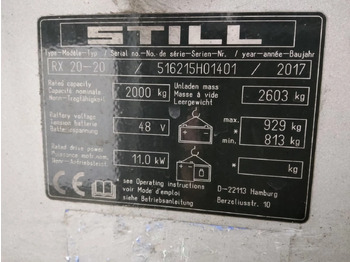 STILL
Type-Modèle-Typ / Serial no.-No. de série-Serien-Nr. / year-année-Baujahr
RX 20-20 / 516215H01401 / 2017
Rated capacity
Capacité nominale
Nenn-Tragfähigkeit
2000 kg
Unladen mass
Masse à vide
Leergewicht
2603 kg
Battery voltage
Tension batterie
Batteriespannung
48 V
max.
* 929 kg
min.
* 813 kg
Rated drive power
Puissance motr.nom.
Nenn-Antriebsleistung
11.0 kW
* kg
see Operating instructions
voir Mode d'emploi
siehe Betriebsanleitung
D-22113 Hamburg
Berzeliusstr. 10
CE